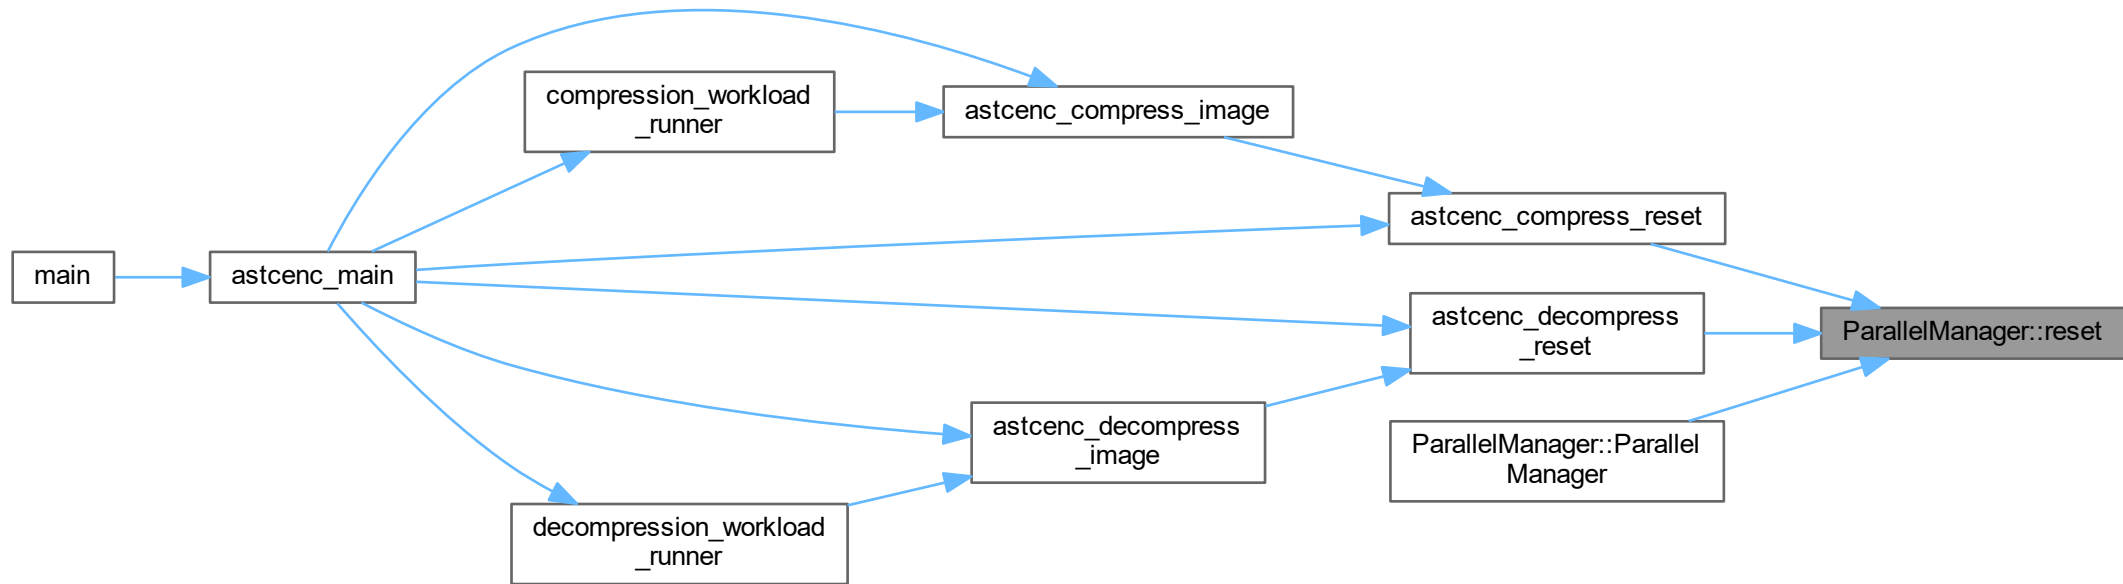 compression_workload
_runner
astcenc_compress_image
astcenc_compress_reset
main
astcenc_main
astcenc_decompress
_reset
ParallelManager::reset
astcenc_decompress
_image
ParallelManager::Parallel
Manager
decompression_workload
_runner